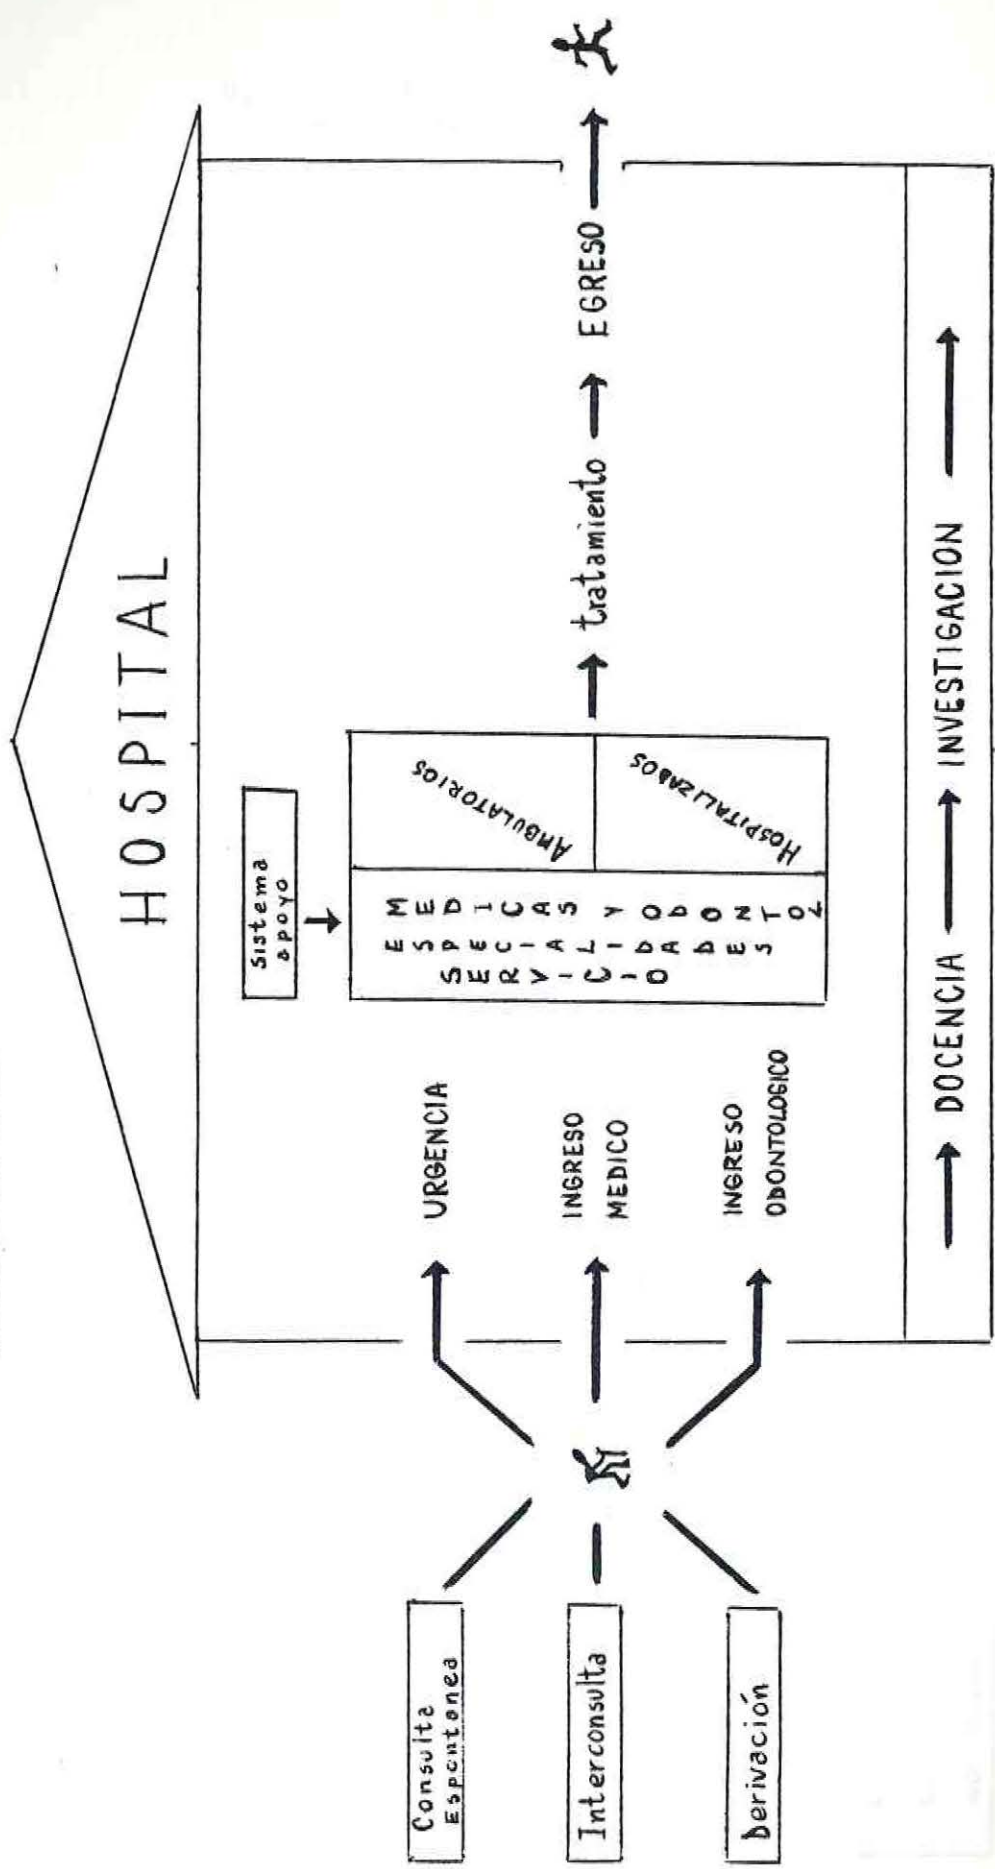 HOSPITAL
Sistema
apoyo
Consulta
Espontanea
Interconsulta
Derivación
URGENCIA
INGRESO
MEDICO
INGRESO
ODONTOLOGICO
SERVICIO
ESPECIALIDADES
MEDICAS Y ODONTOL
AMBULATORIOS
HOSPITALIZADOS
tratamiento
EGRESO
DOCENCIA
INVESTIGACION